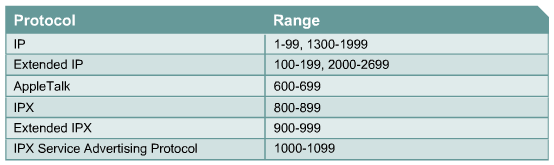 Protocol Range
IP 1-99, 1300-1999
Extended IP 100-199, 2000-2699
AppleTalk 600-699
IPX 800-899
Extended IPX 900-999
IPX Service Advertising Protocol 1000-1099